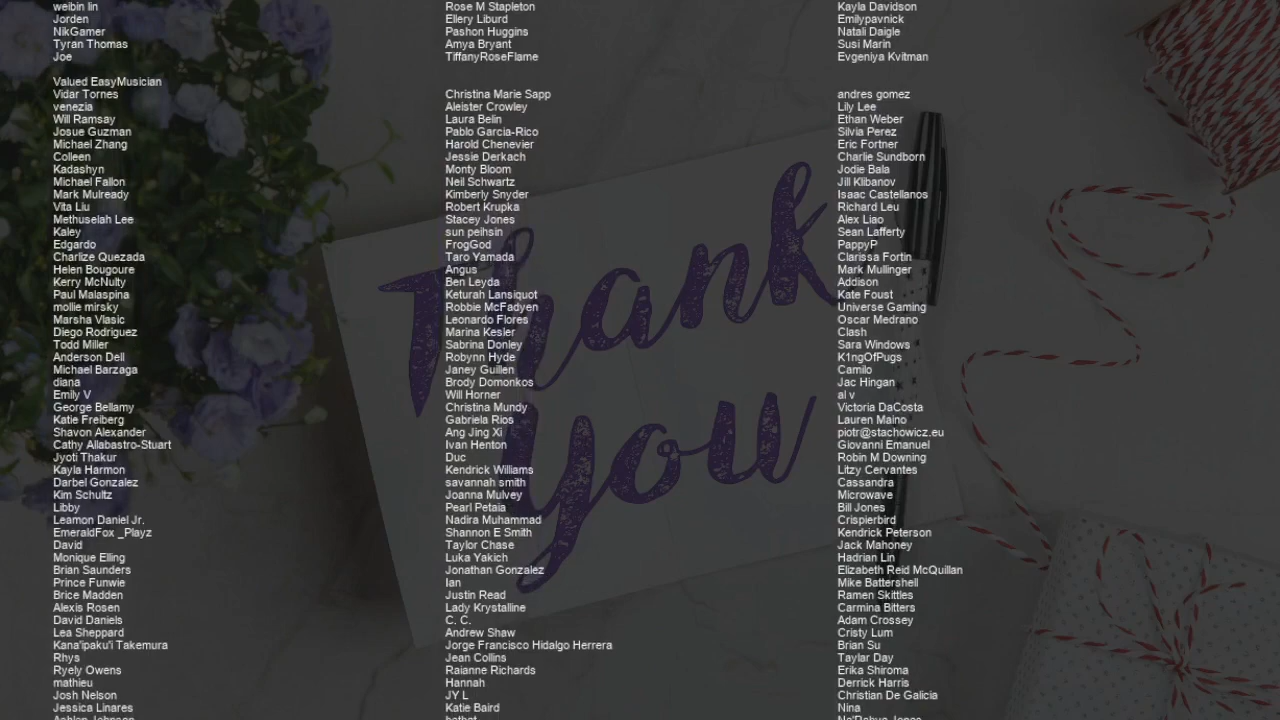 weibin lin
Jorden
NikGamer
Tyran Thomas
Joe
Valued EasyMusician
Vidar Tornes
venezia
Will Ramsay
Josue Guzman
Michael Zhang
Colleen
Kadashyn
Michael Fallon
Mark Mulready
Vita Liu
Methuselah Lee
Kaley
Edgardo
Charlize Quezada
Helen Bougoure
Kerry McNulty
Paul Malaspina
mollie mirsky
Marsha Vlasic
Diego Rodriguez
Todd Miller
Anderson Dell
Michael Barzaga
diana
Emily V
George Bellamy
Katie Freiberg
Shavon Alexander
Cathy Ailabastro-Stuart
Jyoti Thakur
Kayla Harmon
Darbel Gonzalez
Kim Schultz
Libby
Leamon Daniel Jr.
EmeraldFox _Playz
David
Monique Elling
Brian Saunders
Prince Funwie
Brice Madden
Alexis Rosen
David Daniels
Lea Sheppard
Kana'ipaku'i Takemura
Rhys
Ryely Owens
mathieu
Josh Nelson
Jessica Linares
Rose M Stapleton
Ellery Liburd
Pashon Huggins
Amya Bryant
TiffanyRoseFlame
Christina Marie Sapp
Aleister Crowley
Laura Belin
Pablo Garcia-Rico
Harold Chenevier
Jessie Derkach
Monty Bloom
Neil Schwartz
Kimberly Snyder
Robert Krupka
Stacey Jones
sun peihsin
FrogGod
Taro Yamada
Angus
Ben Leyda
Keturah Lansiquot
Robbie McFadyen
Leonardo Flores
Marina Kesler
Sabrina Donley
Robynn Hyde
Janey Guillen
Brody Domonkos
Will Horner
Christina Mundy
Gabriela Rios
Ang Jing Xi
Ivan Henton
Duc
Kendrick Williams
savannah smith
Joanna Mulvey
Pearl Petaia
Nadira Muhammad
Shannon E Smith
Taylor Chase
Luka Yakich
Jonathan Gonzalez
Ian
Justin Read
Lady Krystalline
C. C.
Andrew Shaw
Jorge Francisco Hidalgo Herrera
Jean Collins
Raianne Richards
Hannah
JY L
Katie Baird
Kayla Davidson
Emilypavnick
Natali Daigle
Susi Marin
Evgeniya Kvitman
andres gomez
Lily Lee
Ethan Weber
Silvia Perez
Eric Fortner
Charlie Sundborn
Jodie Bala
Jill Klibanov
Isaac Castellanos
Richard Leu
Alex Liao
Sean Lafferty
PappyP
Clarissa Fortin
Mark Mullinger
Addison
Kate Foust
Universe Gaming
Oscar Medrano
Clash
Sara Windows
K1ngOfPugs
Camilo
Jac Hingan
al v
Victoria DaCosta
Lauren Maino
piotr@stachowicz.eu
Giovanni Emanuel
Robin M Downing
Litzy Cervantes
Cassandra
Microwave
Bill Jones
Crispierbird
Kendrick Peterson
Jack Mahoney
Hadrian Lin
Elizabeth Reid McQuillan
Mike Battershell
Ramen Skittles
Carmina Bitters
Adam Crossey
Cristy Lum
Brian Su
Taylar Day
Erika Shiroma
Derrick Harris
Christian De Galicia
Nina
Thank
you